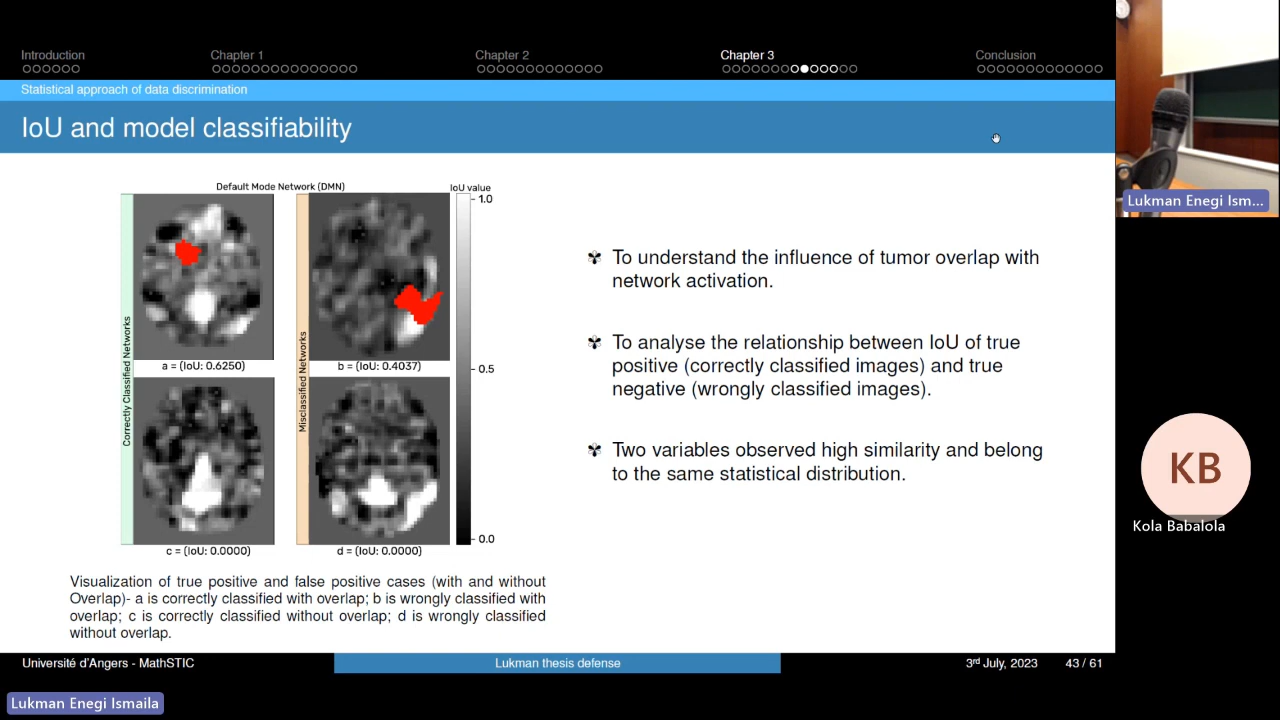 Introduction
Chapter 1
Chapter 2
Chapter 3
Conclusion
Statistical approach of data discrimination
IoU and model classifiability
Default Mode Network (DMN)
IoU value
1.0
0.5
0.0
Correctly Classified Networks
Misclassified Networks
a = (IoU: 0.6250)
b = (IoU: 0.4037)
c = (IoU: 0.0000)
d = (IoU: 0.0000)
Visualization of true positive and false positive cases (with and without
Overlap)- a is correctly classified with overlap; b is wrongly classified with
overlap; c is correctly classified without overlap; d is wrongly classified
without overlap.
To understand the influence of tumor overlap with
network activation.
To analyse the relationship between IoU of true
positive (correctly classified images) and true
negative (wrongly classified images).
Two variables observed high similarity and belong
to the same statistical distribution.
Université d'Angers - MathSTIC
Lukman thesis defense
3rd July, 2023
43 / 61
Lukman Enegi Ism...
KB
Kola Babalola
Lukman Enegi Ismaila